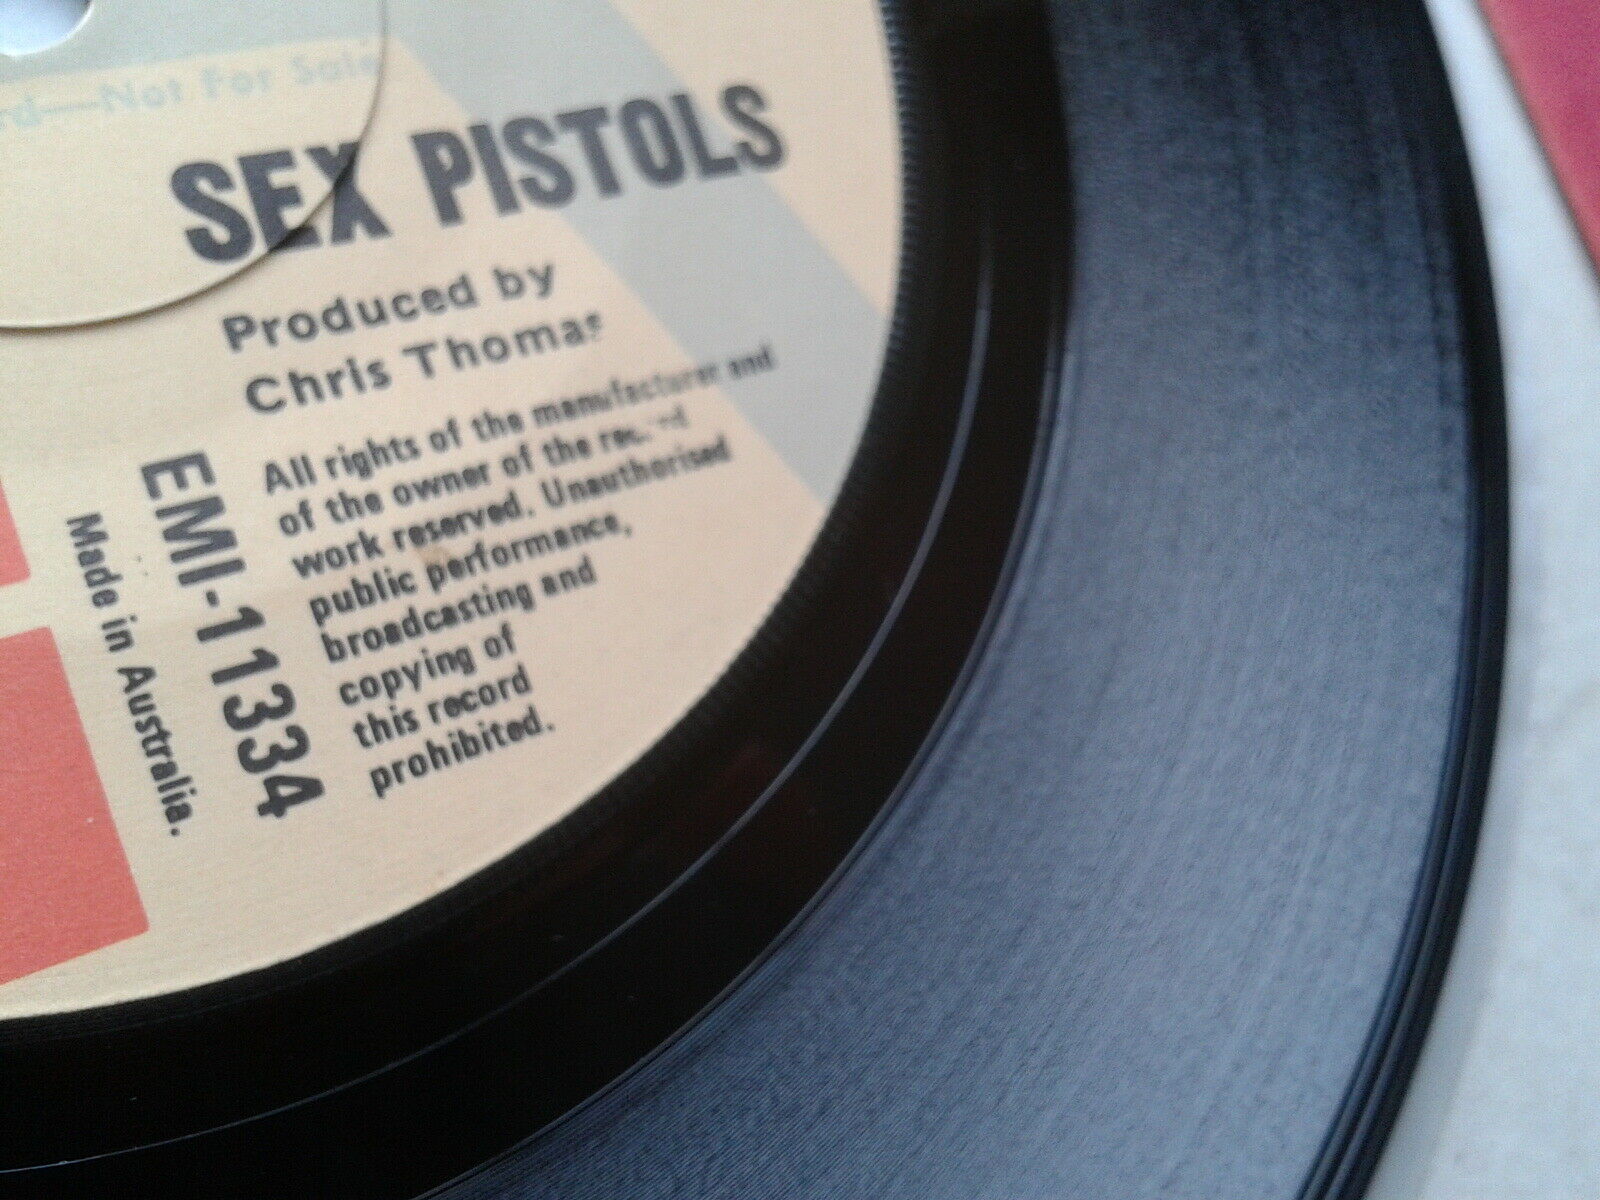 —Not For Sale
SEX PISTOLS
Produced by
Chris Thomas
All rights of the manufacturer and
of the owner of the record
work reserved. Unauthorised
public performance,
broadcasting and
copying of
this record
prohibited.
EMI-11334
Made in Australia.